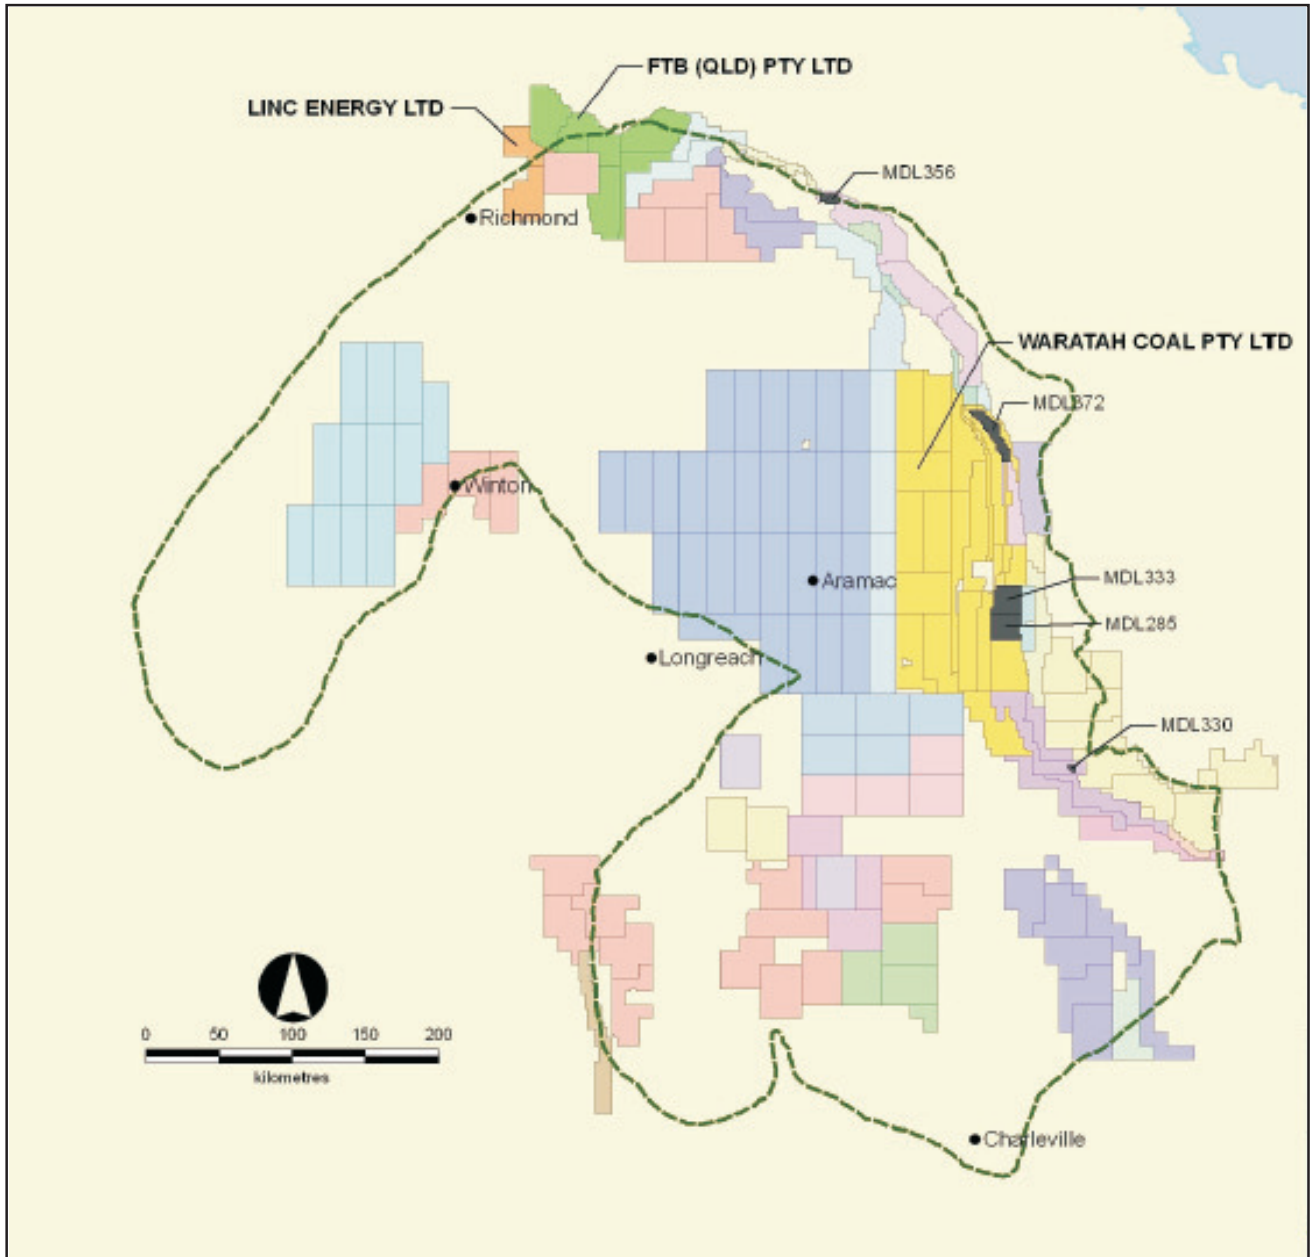 FTB (QLD) PTY LTD
LINC ENERGY LTD
MDL356
Richmond
WARATAH COAL PTY LTD
MDL372
Winton
Aramac
MDL333
MDL285
Longreach
MDL330
0 50 100 150 200
kilometres
Charleville